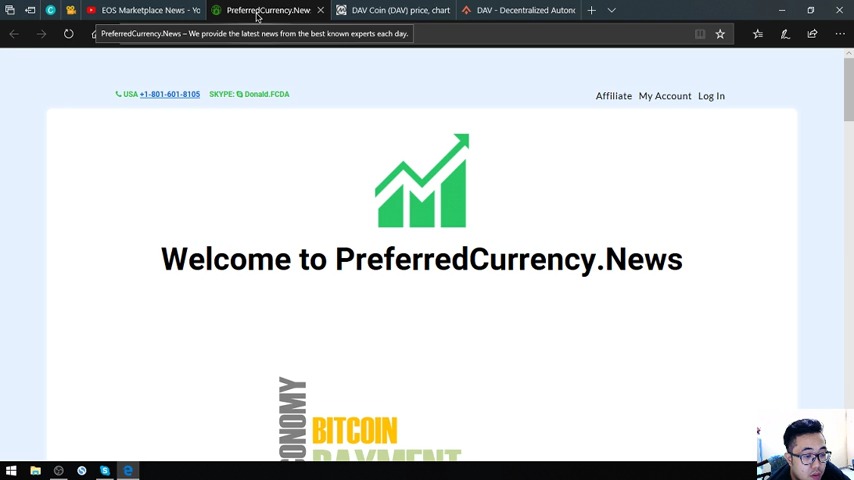 EOS Marketplace News - Yo
PreferredCurrency.New
DAV Coin (DAV) price, chart
DAV - Decentralized Autono
PreferredCurrency.News – We provide the latest news from the best known experts each day.
USA +1-801-601-8105 SKYPE: Donald.FCDA
Affiliate My Account Log In
Welcome to PreferredCurrency.News
ONOMY
BITCOIN
PAYMENT